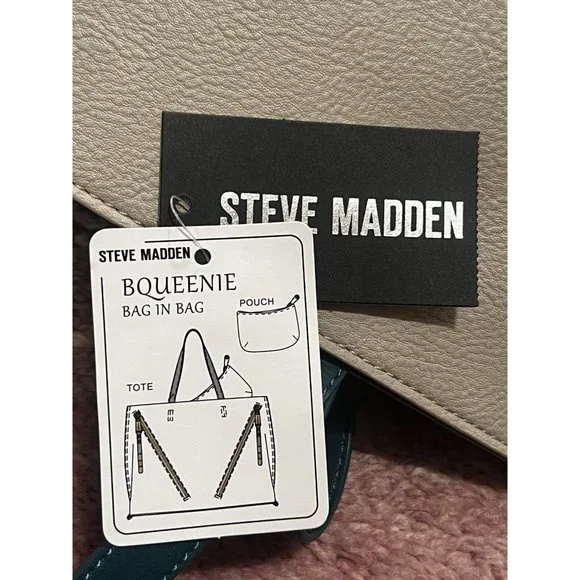 STEVE MADDEN
STEVE MADDEN
BQUEENIE
BAG IN BAG
POUCH
TOTE